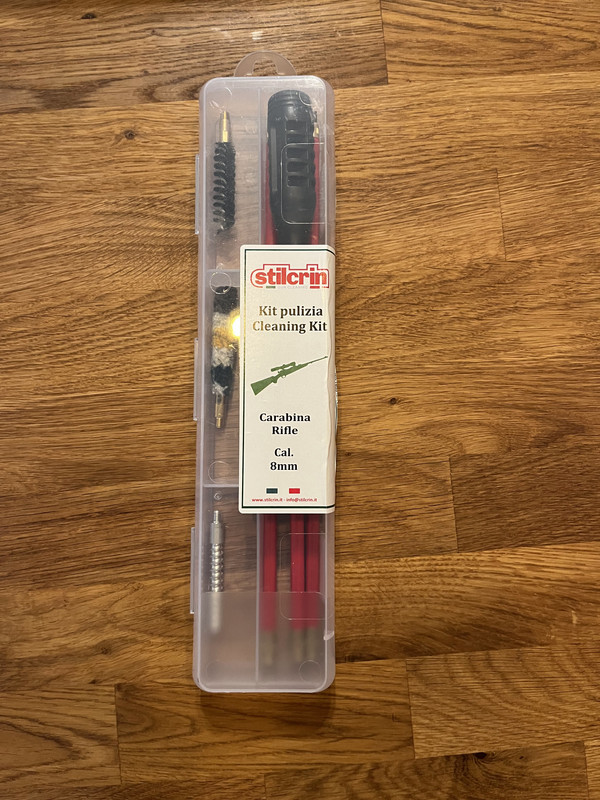 stilcrin
Kit pulizia
Cleaning Kit
Carabina
Rifle
Cal.
8mm
www.stilcrin.it - info@stilcrin.it